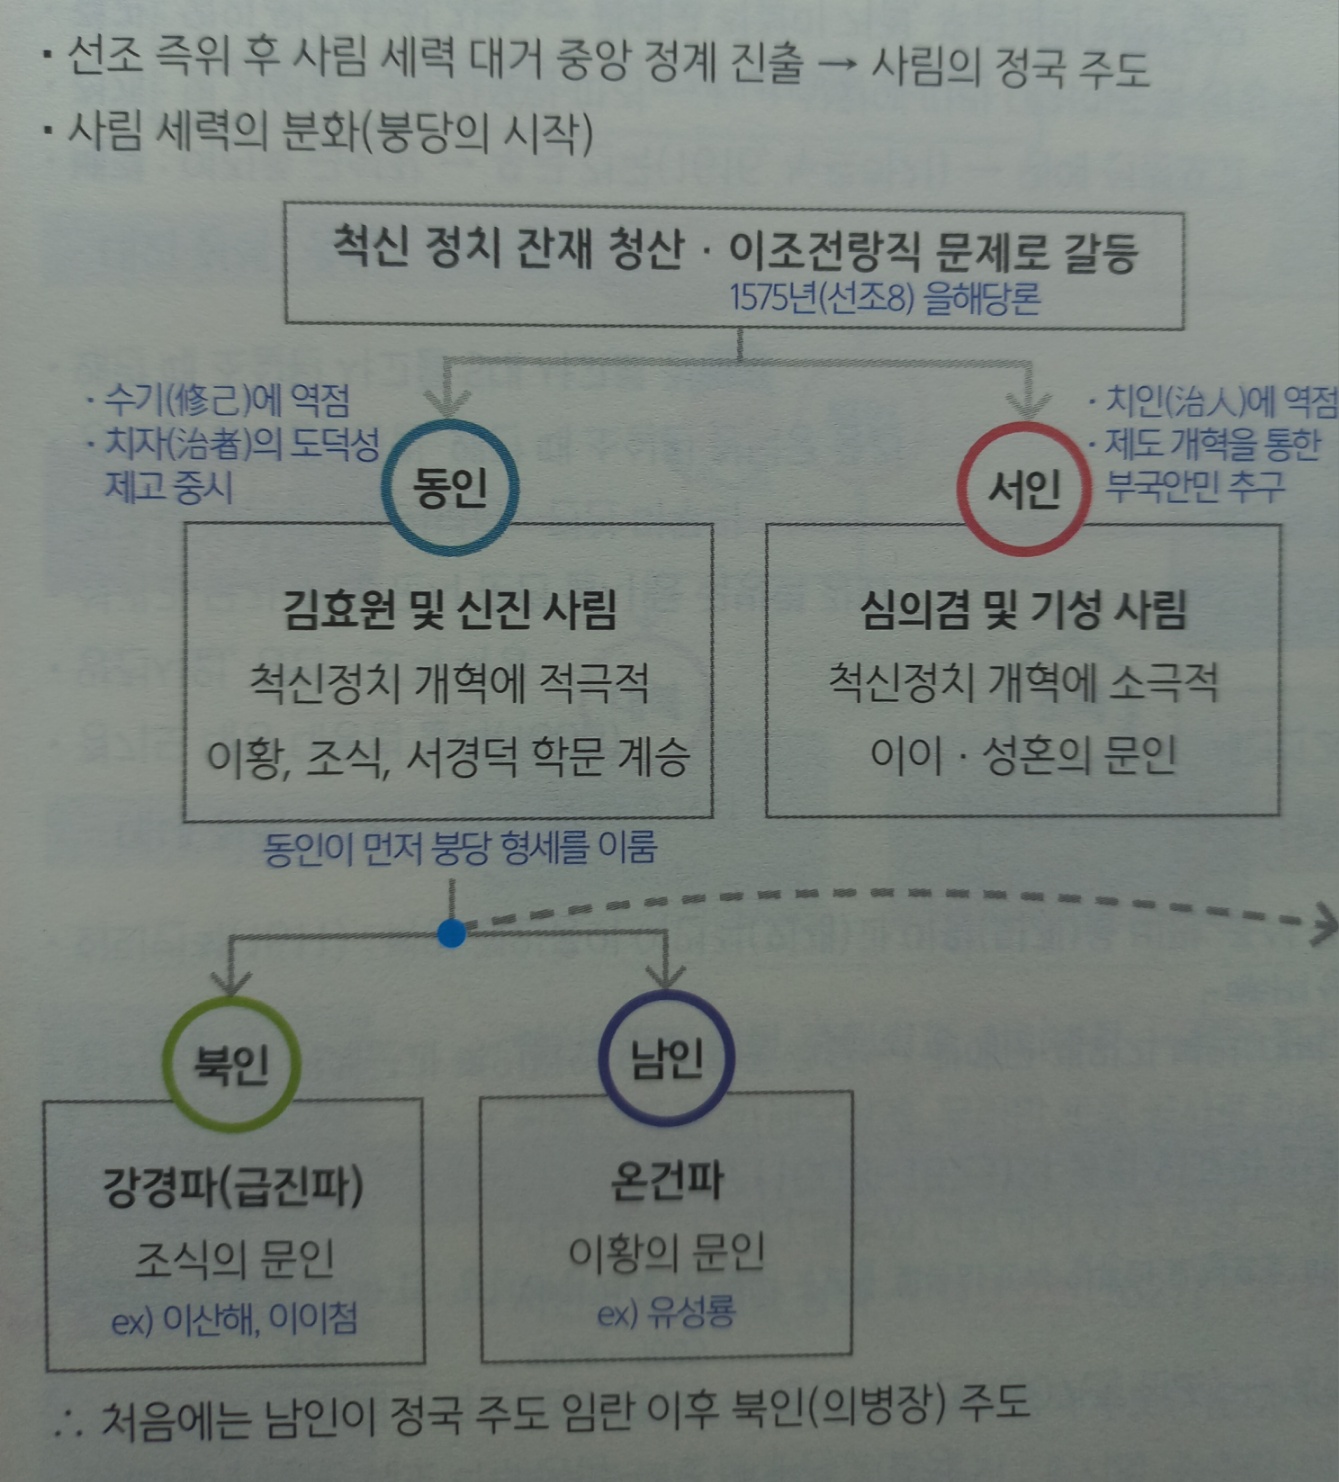 · 선조 즉위 후 사림 세력 대거 중앙 정계 진출 → 사림의 정국 주도
· 사림 세력의 분화(붕당의 시작)
척신 정치 잔재 청산 · 이조전랑직 문제로 갈등
1575년(선조8) 을해당론
· 수기(修己)에 역점
· 치자(治者)의 도덕성
제고 중시
동인
· 치인(治人)에 역점
· 제도 개혁을 통한
부국안민 추구
서인
김효원 및 신진 사림
척신정치 개혁에 적극적
이황, 조식, 서경덕 학문 계승
심의겸 및 기성 사림
척신정치 개혁에 소극적
이이 · 성혼의 문인
동인이 먼저 붕당 형세를 이룸
북인
남인
강경파(급진파)
조식의 문인
ex) 이산해, 이이첨
온건파
이황의 문인
ex) 유성룡
∴ 처음에는 남인이 정국 주도 임란 이후 북인(의병장) 주도